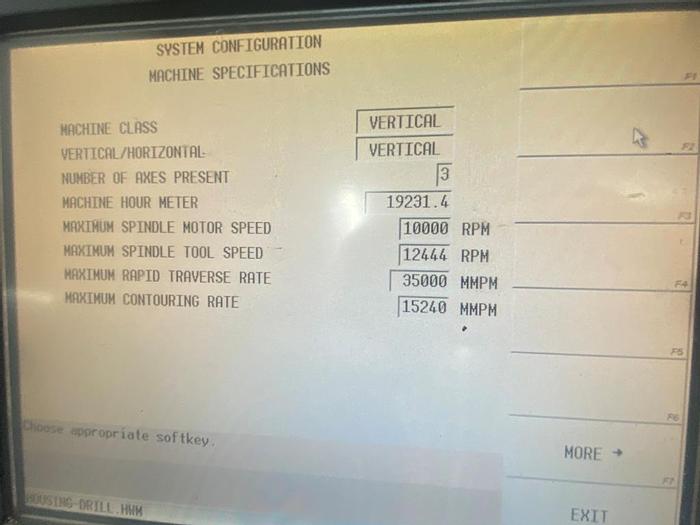 SYSTEM CONFIGURATION
MACHINE SPECIFICATIONS
F1
MACHINE CLASS VERTICAL
VERTICAL/HORIZONTAL VERTICAL
F2
NUMBER OF AXES PRESENT 3
MACHINE HOUR METER 19231.4
F3
MAXIMUM SPINDLE MOTOR SPEED 10000 RPM
MAXIMUM SPINDLE TOOL SPEED 12444 RPM
MAXIMUM RAPID TRAVERSE RATE 35000 MMPM
F4
MAXIMUM CONTOURING RATE 15240 MMPM
F5
F6
Choose appropriate softkey.
MORE →
F7
HOUSING-DRILL.HWM
EXIT